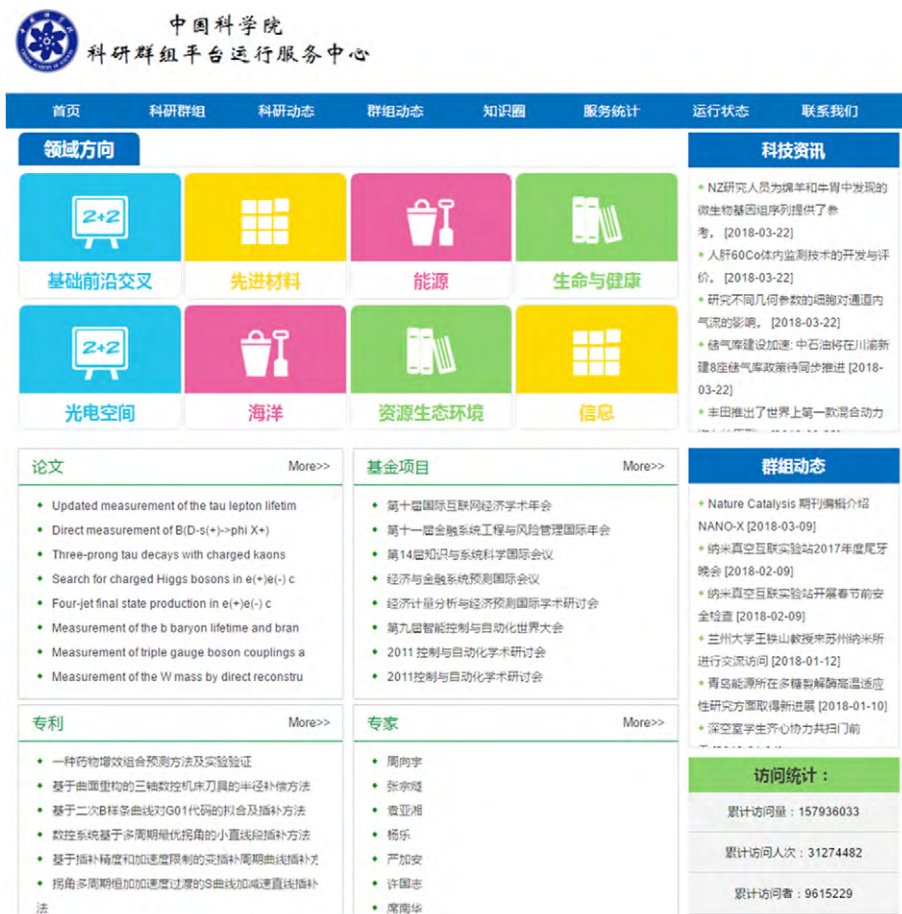 中国科学院
科研群组平台运行服务中心
首页 科研群组 科研动态 群组动态 知识圈 服务统计 运行状态 联系我们
领域方向
2+2
基础前沿交叉 先进材料 能源 生命与健康
2+2
光电空间 海洋 资源生态环境 信息
科技资讯
NZ研究人员为绵羊和牛胃中发现的
微生物基因组序列提供了参
考。 [2018-03-22]
人肝60Co体内监测技术的开发与评
价。 [2018-03-22]
研究不同几何参数的细胞对通道内
气流的影响。 [2018-03-22]
储气库建设加速: 中石油将在川渝新
建8座储气库政策待同步推进 [2018-
03-22]
丰田推出了世界上第一款混合动力
论文 More>>
Updated measurement of the tau lepton lifetim
Direct measurement of B(D-s(+)->phi X+)
Three-prong tau decays with charged kaons
Search for charged Higgs bosons in e(+)e(-) c
Four-jet final state production in e(+)e(-) c
Measurement of the b baryon lifetime and bran
Measurement of triple gauge boson couplings a
Measurement of the W mass by direct reconstru
基金项目 More>>
第十届国际互联网经济学术年会
第十一届金融系统工程与风险管理国际年会
第14届知识与系统科学国际会议
经济与金融系统预测国际会议
经济计量分析与经济预测国际学术研讨会
第九届智能控制与自动化世界大会
2011 控制与自动化学术研讨会
2011控制与自动化学术研讨会
群组动态
Nature Catalysis 期刊编辑介绍
NANO-X [2018-03-09]
纳米真空互联实验站2017年度尾牙
晚会 [2018-02-09]
纳米真空互联实验站开展春节前安
全检查 [2018-02-09]
兰州大学王铁山教授来苏州纳米所
进行交流访问 [2018-01-12]
青岛能源所在多糖裂解酶高温适应
性研究方面取得新进展 [2018-01-10]
深空室学生齐心协力共扫门前
专利 More>>
一种药物增效组合预测方法及实验验证
基于曲面重构的三轴数控机床刀具的半径补偿方法
基于二次B样条曲线对G01代码的拟合及插补方法
数控系统基于多周期最优拐角的小直线段插补方法
基于插补精度和加速度限制的变插补周期曲线插补方
拐角多周期恒加加速度过渡的S曲线加减速直线插补
法
专家 More>>
周向宇
张宗燧
袁亚湘
杨乐
严加安
许国志
席南华
访问统计：
累计访问量：157936033
累计访问人次：31274482
累计访问者：9615229